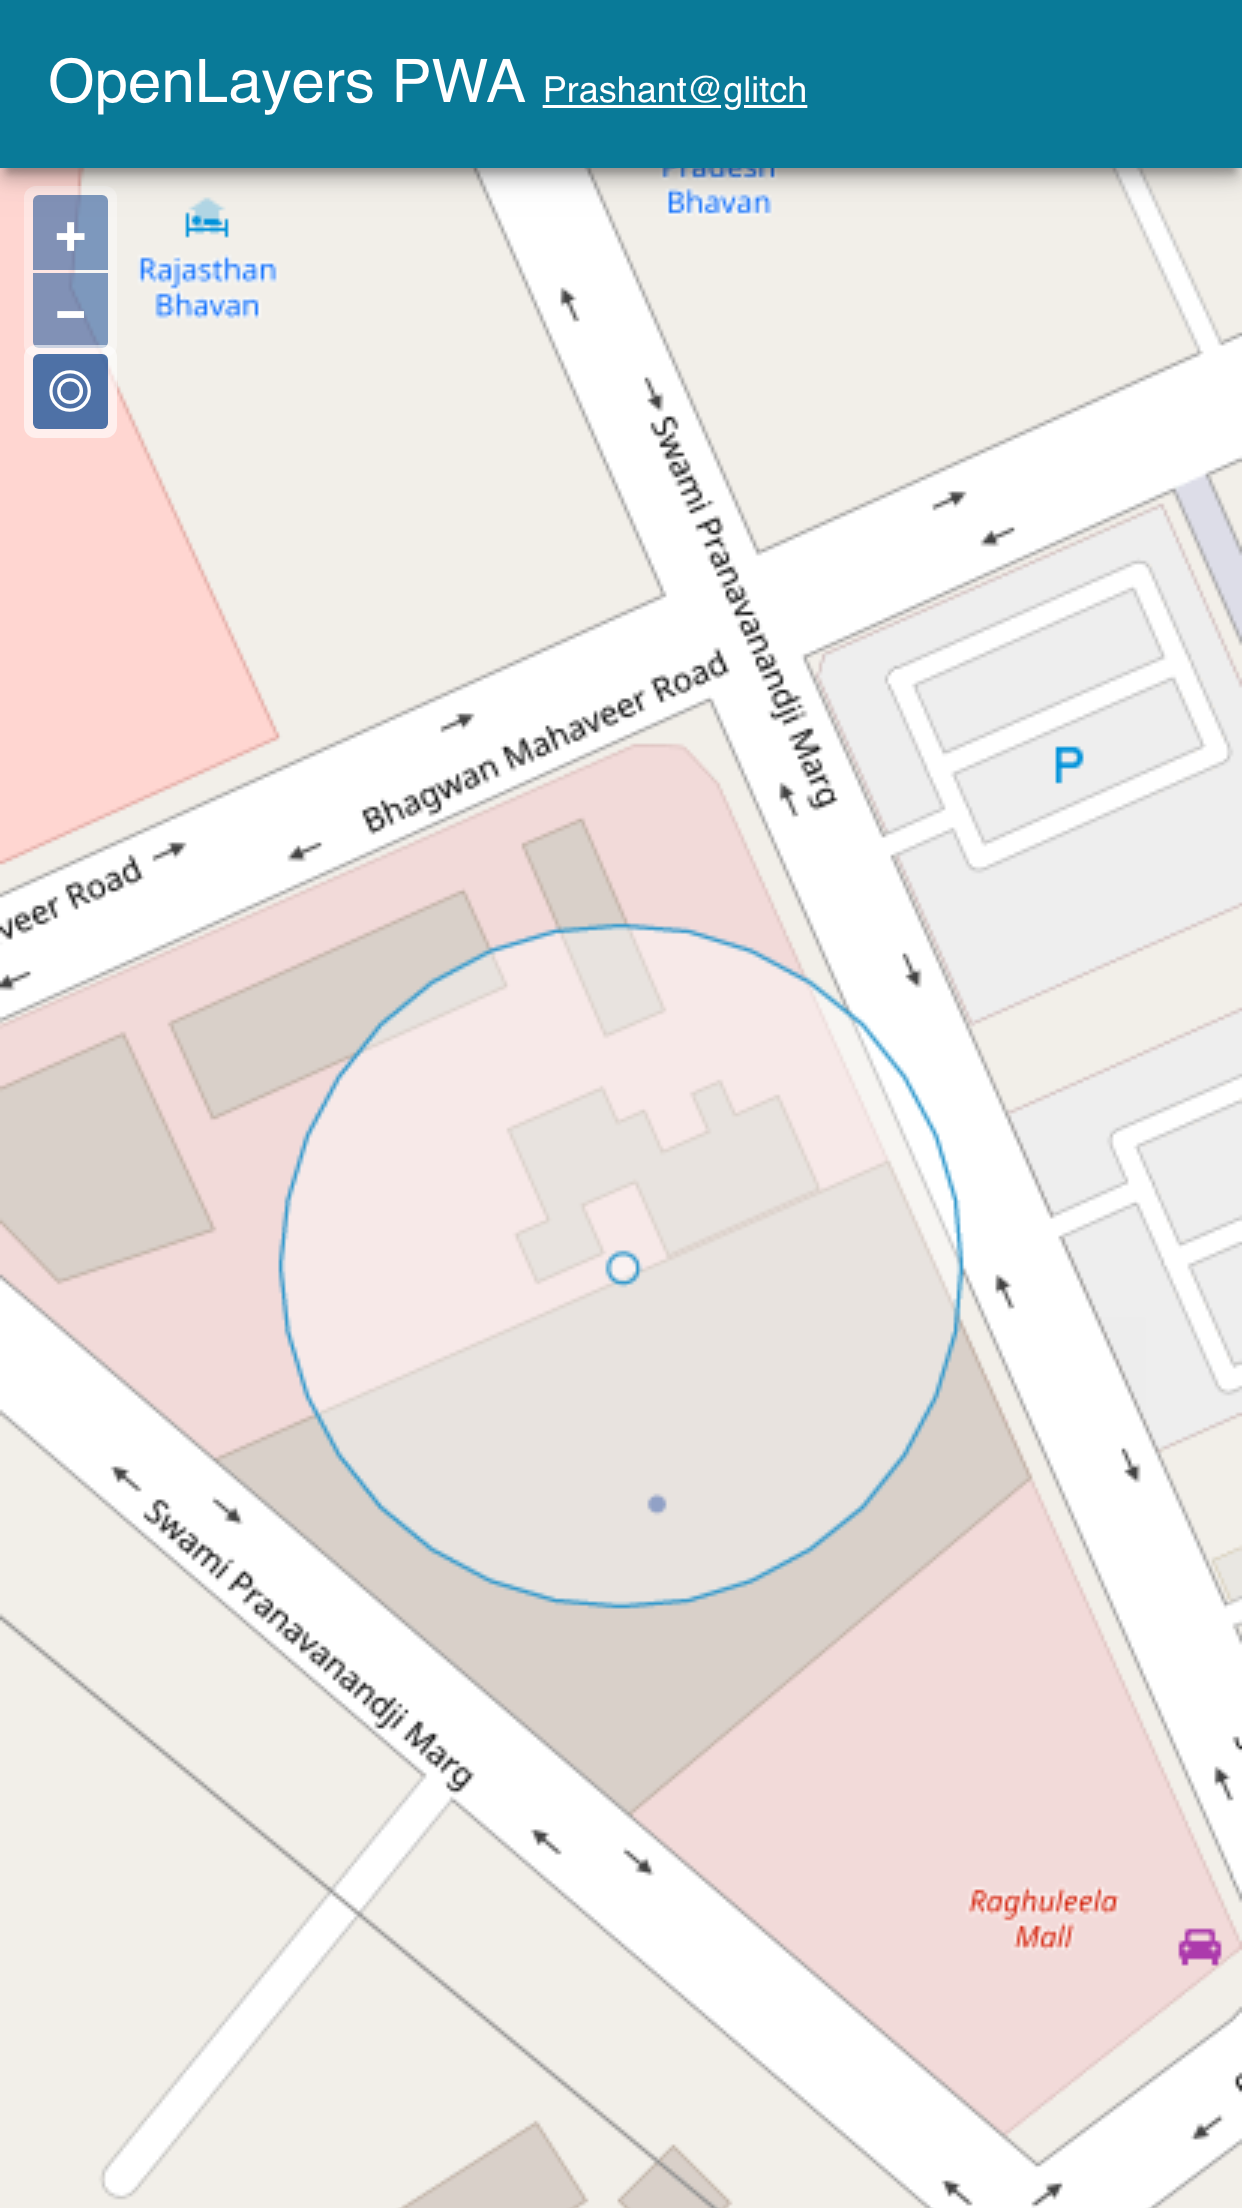 OpenLayers PWA Prashant@glitch
Pradesh
Bhavan
+
Rajasthan
Bhavan
−
Swami Pranavanandji Marg
Bhagwan Mahaveer Road
P
veer Road
Swami Pranavanandji Marg
Raghuleela
Mall